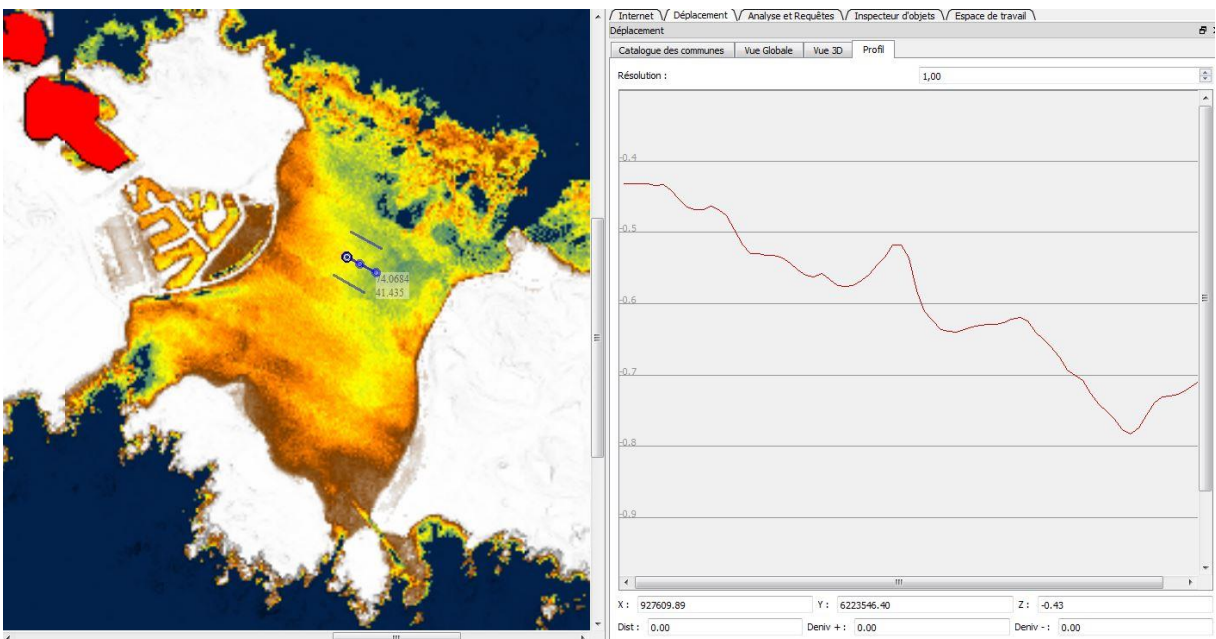 Internet Déplacement Analyse et Requêtes Inspecteur d'objets Espace de travail
Déplacement
Catalogue des communes Vue Globale Vue 3D Profil
Résolution : 1,00
-0.4
-0.5
-0.6
-0.7
-0.8
-0.9
74.0684
41.435
X : 927609.89 Y : 6223546.40 Z : -0.43
Dist : 0.00 Deniv + : 0.00 Deniv - : 0.00